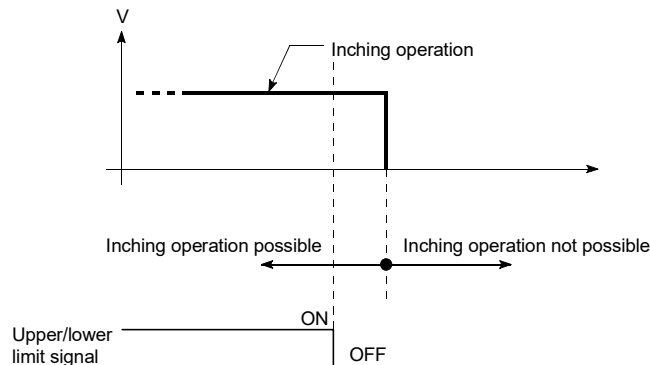 V
Inching operation
Inching operation possible
Inching operation not possible
ON
Upper/lower
limit signal
OFF